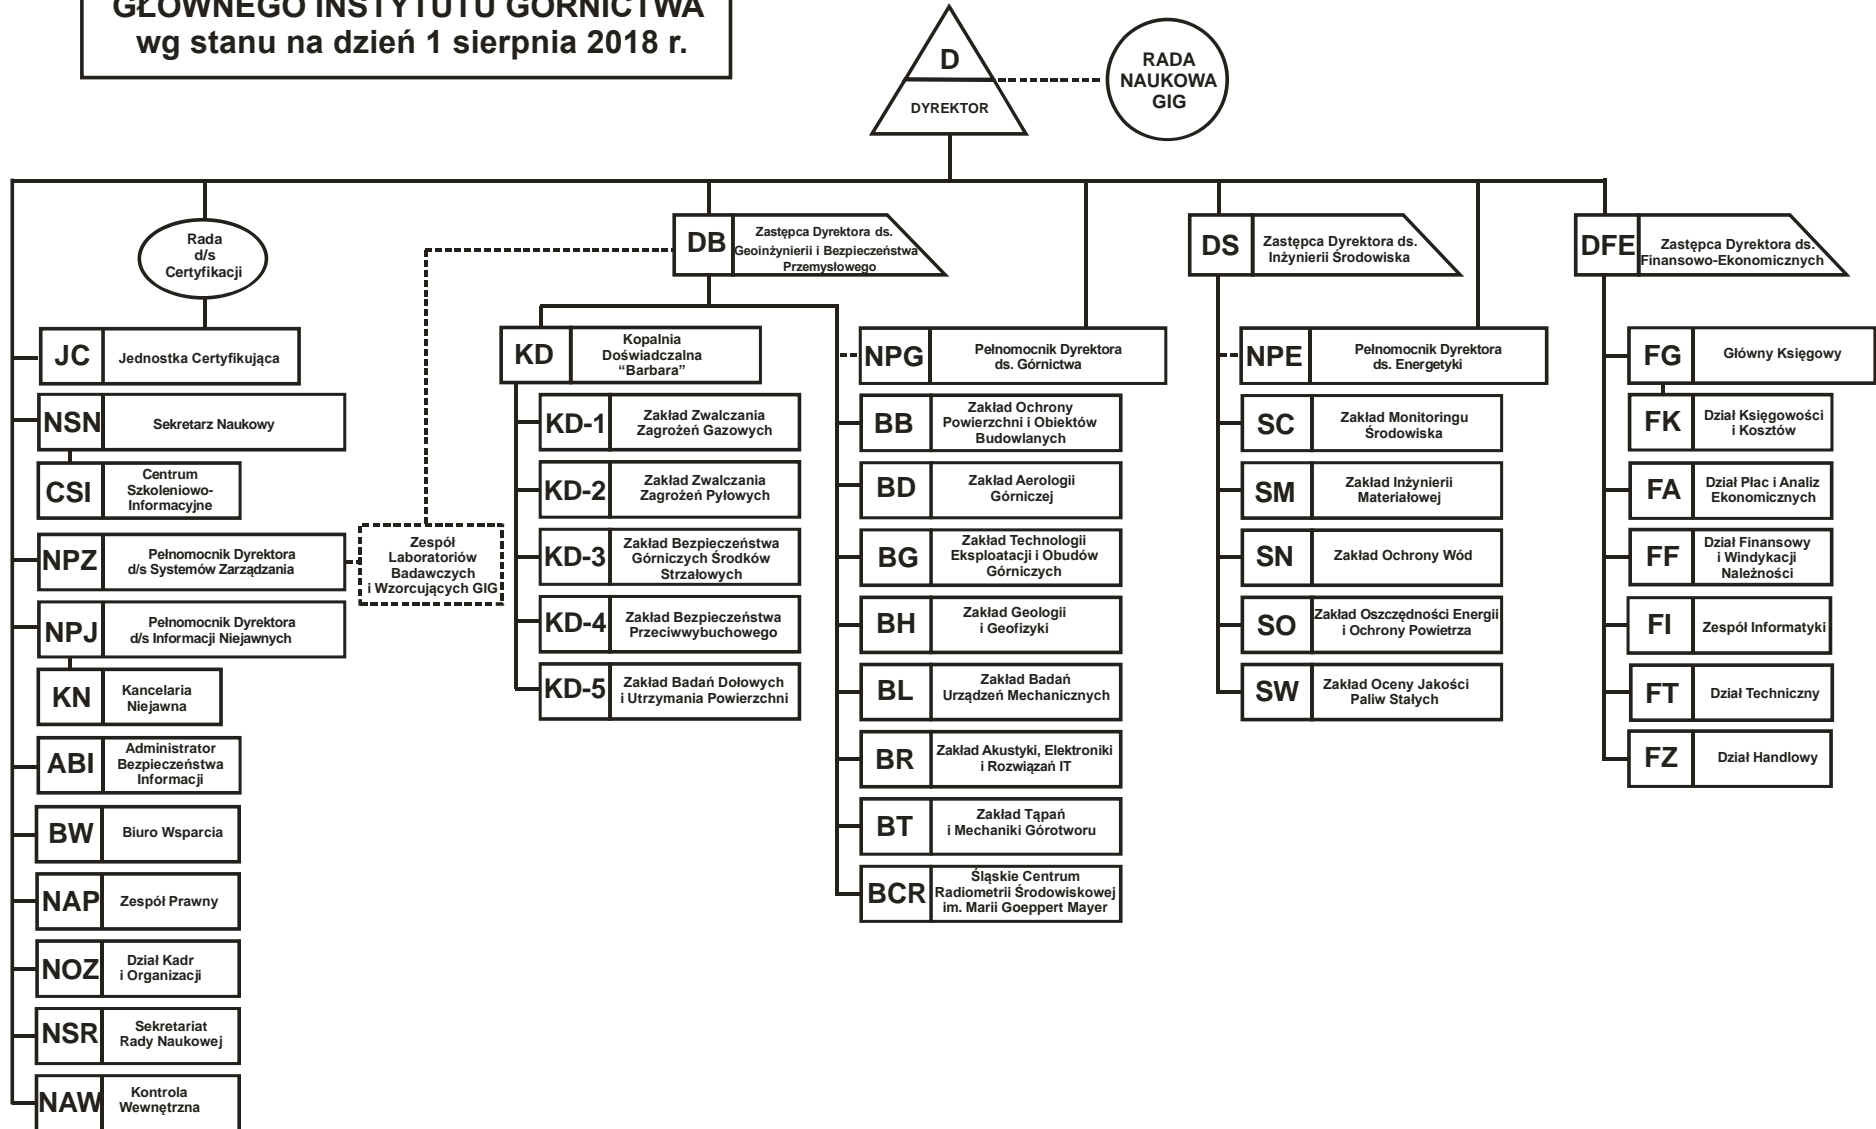 GŁÓWNEGO INSTYTUTU GÓRNICTWA
wg stanu na dzień 1 sierpnia 2018 r.
D
DYREKTOR
RADA
NAUKOWA
GIG
Rada
d/s
Certyfikacji
JC
Jednostka Certyfikująca
NSN
Sekretarz Naukowy
CSI
Centrum
Szkoleniowo-
Informacyjne
NPZ
Pełnomocnik Dyrektora
d/s Systemów Zarządzania
NPJ
Pełnomocnik Dyrektora
d/s Informacji Niejawnych
KN
Kancelaria
Niejawna
ABI
Administrator
Bezpieczeństwa
Informacji
BW
Biuro Wsparcia
NAP
Zespół Prawny
NOZ
Dział Kadr
i Organizacji
NSR
Sekretariat
Rady Naukowej
NAW
Kontrola
Wewnętrzna
Zespół
Laboratoriów
Badawczych
i Wzorcujących GIG
DB
Zastępca Dyrektora ds.
Geoinżynierii i Bezpieczeństwa
Przemysłowego
KD
Kopalnia
Doświadczalna
“Barbara”
KD-1
Zakład Zwalczania
Zagrożeń Gazowych
KD-2
Zakład Zwalczania
Zagrożeń Pyłowych
KD-3
Zakład Bezpieczeństwa
Górniczych Środków
Strzałowych
KD-4
Zakład Bezpieczeństwa
Przeciwwybuchowego
KD-5
Zakład Badań Dołowych
i Utrzymania Powierzchni
NPG
Pełnomocnik Dyrektora
ds. Górnictwa
BB
Zakład Ochrony
Powierzchni i Obiektów
Budowlanych
BD
Zakład Aerologii
Górniczej
BG
Zakład Technologii
Eksploatacji i Obudów
Górniczych
BH
Zakład Geologii
i Geofizyki
BL
Zakład Badań
Urządzeń Mechanicznych
BR
Zakład Akustyki, Elektroniki
i Rozwiązań IT
BT
Zakład Tąpań
i Mechaniki Górotworu
BCR
Śląskie Centrum
Radiometrii Środowiskowej
im. Marii Goeppert Mayer
DS
Zastępca Dyrektora ds.
Inżynierii Środowiska
NPE
Pełnomocnik Dyrektora
ds. Energetyki
SC
Zakład Monitoringu
Środowiska
SM
Zakład Inżynierii
Materiałowej
SN
Zakład Ochrony Wód
SO
Zakład Oszczędności Energii
i Ochrony Powietrza
SW
Zakład Oceny Jakości
Paliw Stałych
DFE
Zastępca Dyrektora ds.
Finansowo-Ekonomicznych
FG
Główny Księgowy
FK
Dział Księgowości
i Kosztów
FA
Dział Płac i Analiz
Ekonomicznych
FF
Dział Finansowy
i Windykacji
Należności
FI
Zespół Informatyki
FT
Dział Techniczny
FZ
Dział Handlowy